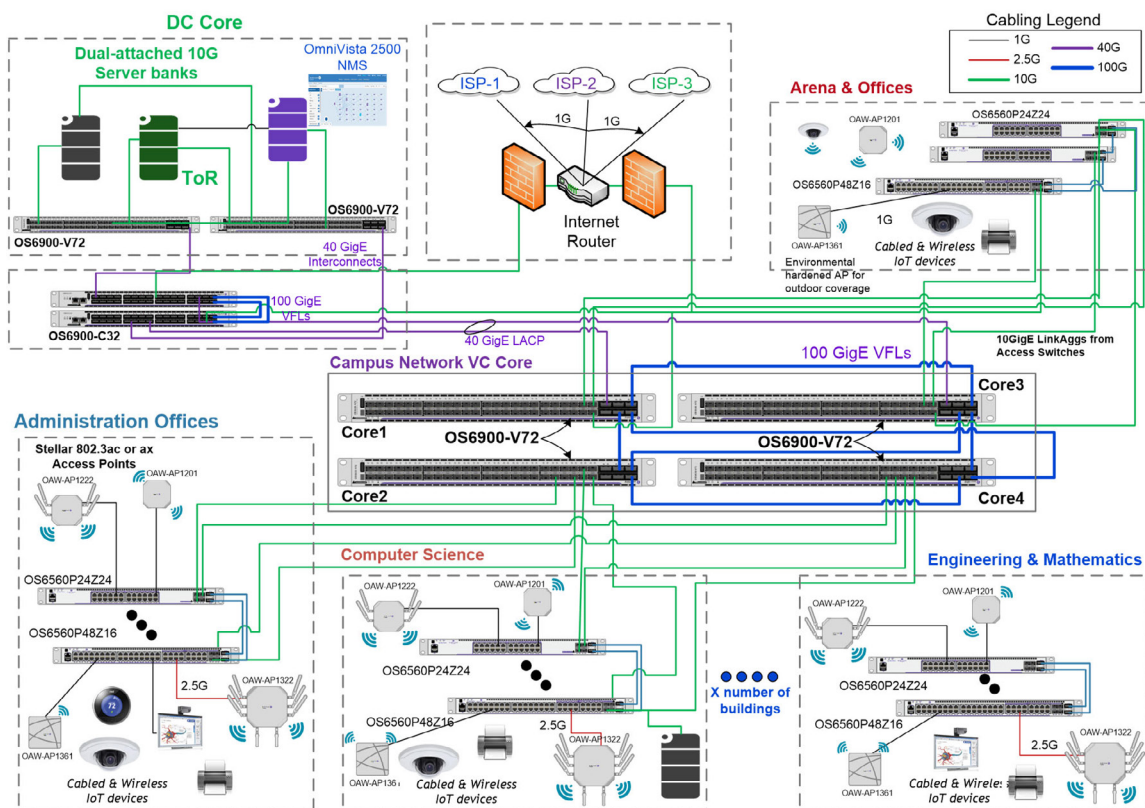 DC Core
Dual-attached 10G
Server banks
OmniVista 2500
NMS
ToR
OS6900-V72
OS6900-V72
40 GigE
Interconnects
100 GigE
VFLs
OS6900-C32
40 GigE LACP
ISP-1
ISP-2
ISP-3
1G
1G
Internet
Router
Cabling Legend
1G
2.5G
10G
40G
100G
Arena & Offices
OS6560P24Z24
OAW-AP1201
OS6560P48Z16
1G
OAW-AP1361
Cabled & Wireless
IoT devices
Environmental
hardened AP for
outdoor coverage
10GigE LinkAggs from
Access Switches
Campus Network VC Core
100 GigE VFLs
Core3
Core1
OS6900-V72
OS6900-V72
Core2
Core4
Administration Offices
Stellar 802.3ac or ax
Access Points
OAW-AP1222
OAW-AP1201
OS6560P24Z24
OS6560P48Z16
2.5G
72
OAW-AP1322
OAW-AP1361
Cabled & Wireless
IoT devices
Computer Science
OAW-AP1222
OAW-AP1201
OS6560P24Z24
OS6560P48Z16
2.5G
OAW-AP1322
OAW-AP136
Cabled & Wireless
IoT devices
X number of
buildings
Engineering & Mathematics
OAW-AP1222
OAW-AP1201
OS6560P24Z24
OS6560P48Z16
2.5G
OAW-AP1322
OAW-AP1361
Cabled & Wireles
IoT devices